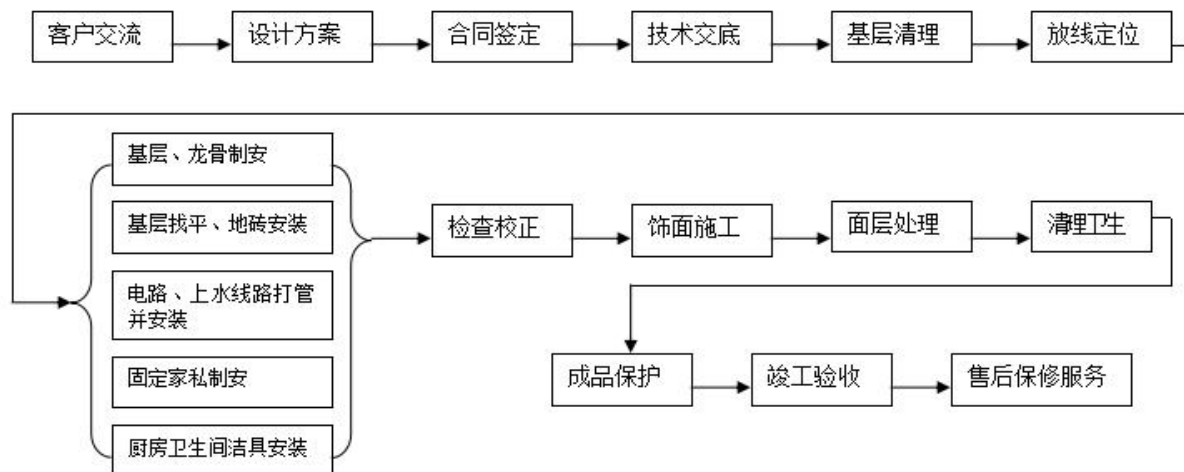 客户交流
设计方案
合同签定
技术交底
基层清理
放线定位
基层、龙骨制安
基层找平、地砖安装
电路、上水线路打管
并安装
固定家私制安
厨房卫生间洁具安装
检查校正
饰面施工
面层处理
清理卫生
成品保护
竣工验收
售后保修服务